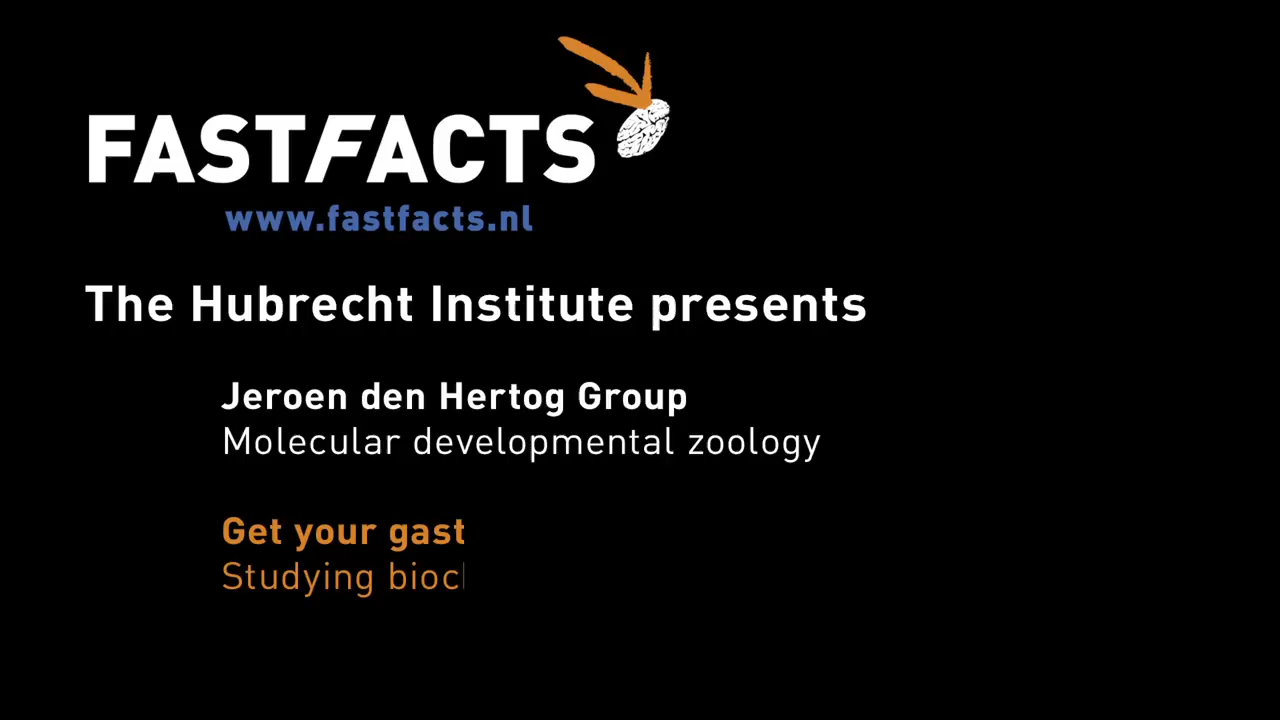 FASTFACTS
www.fastfacts.nl
The Hubrecht Institute presents
Jeroen den Hertog Group
Molecular developmental zoology
Get your gast
Studying bioc